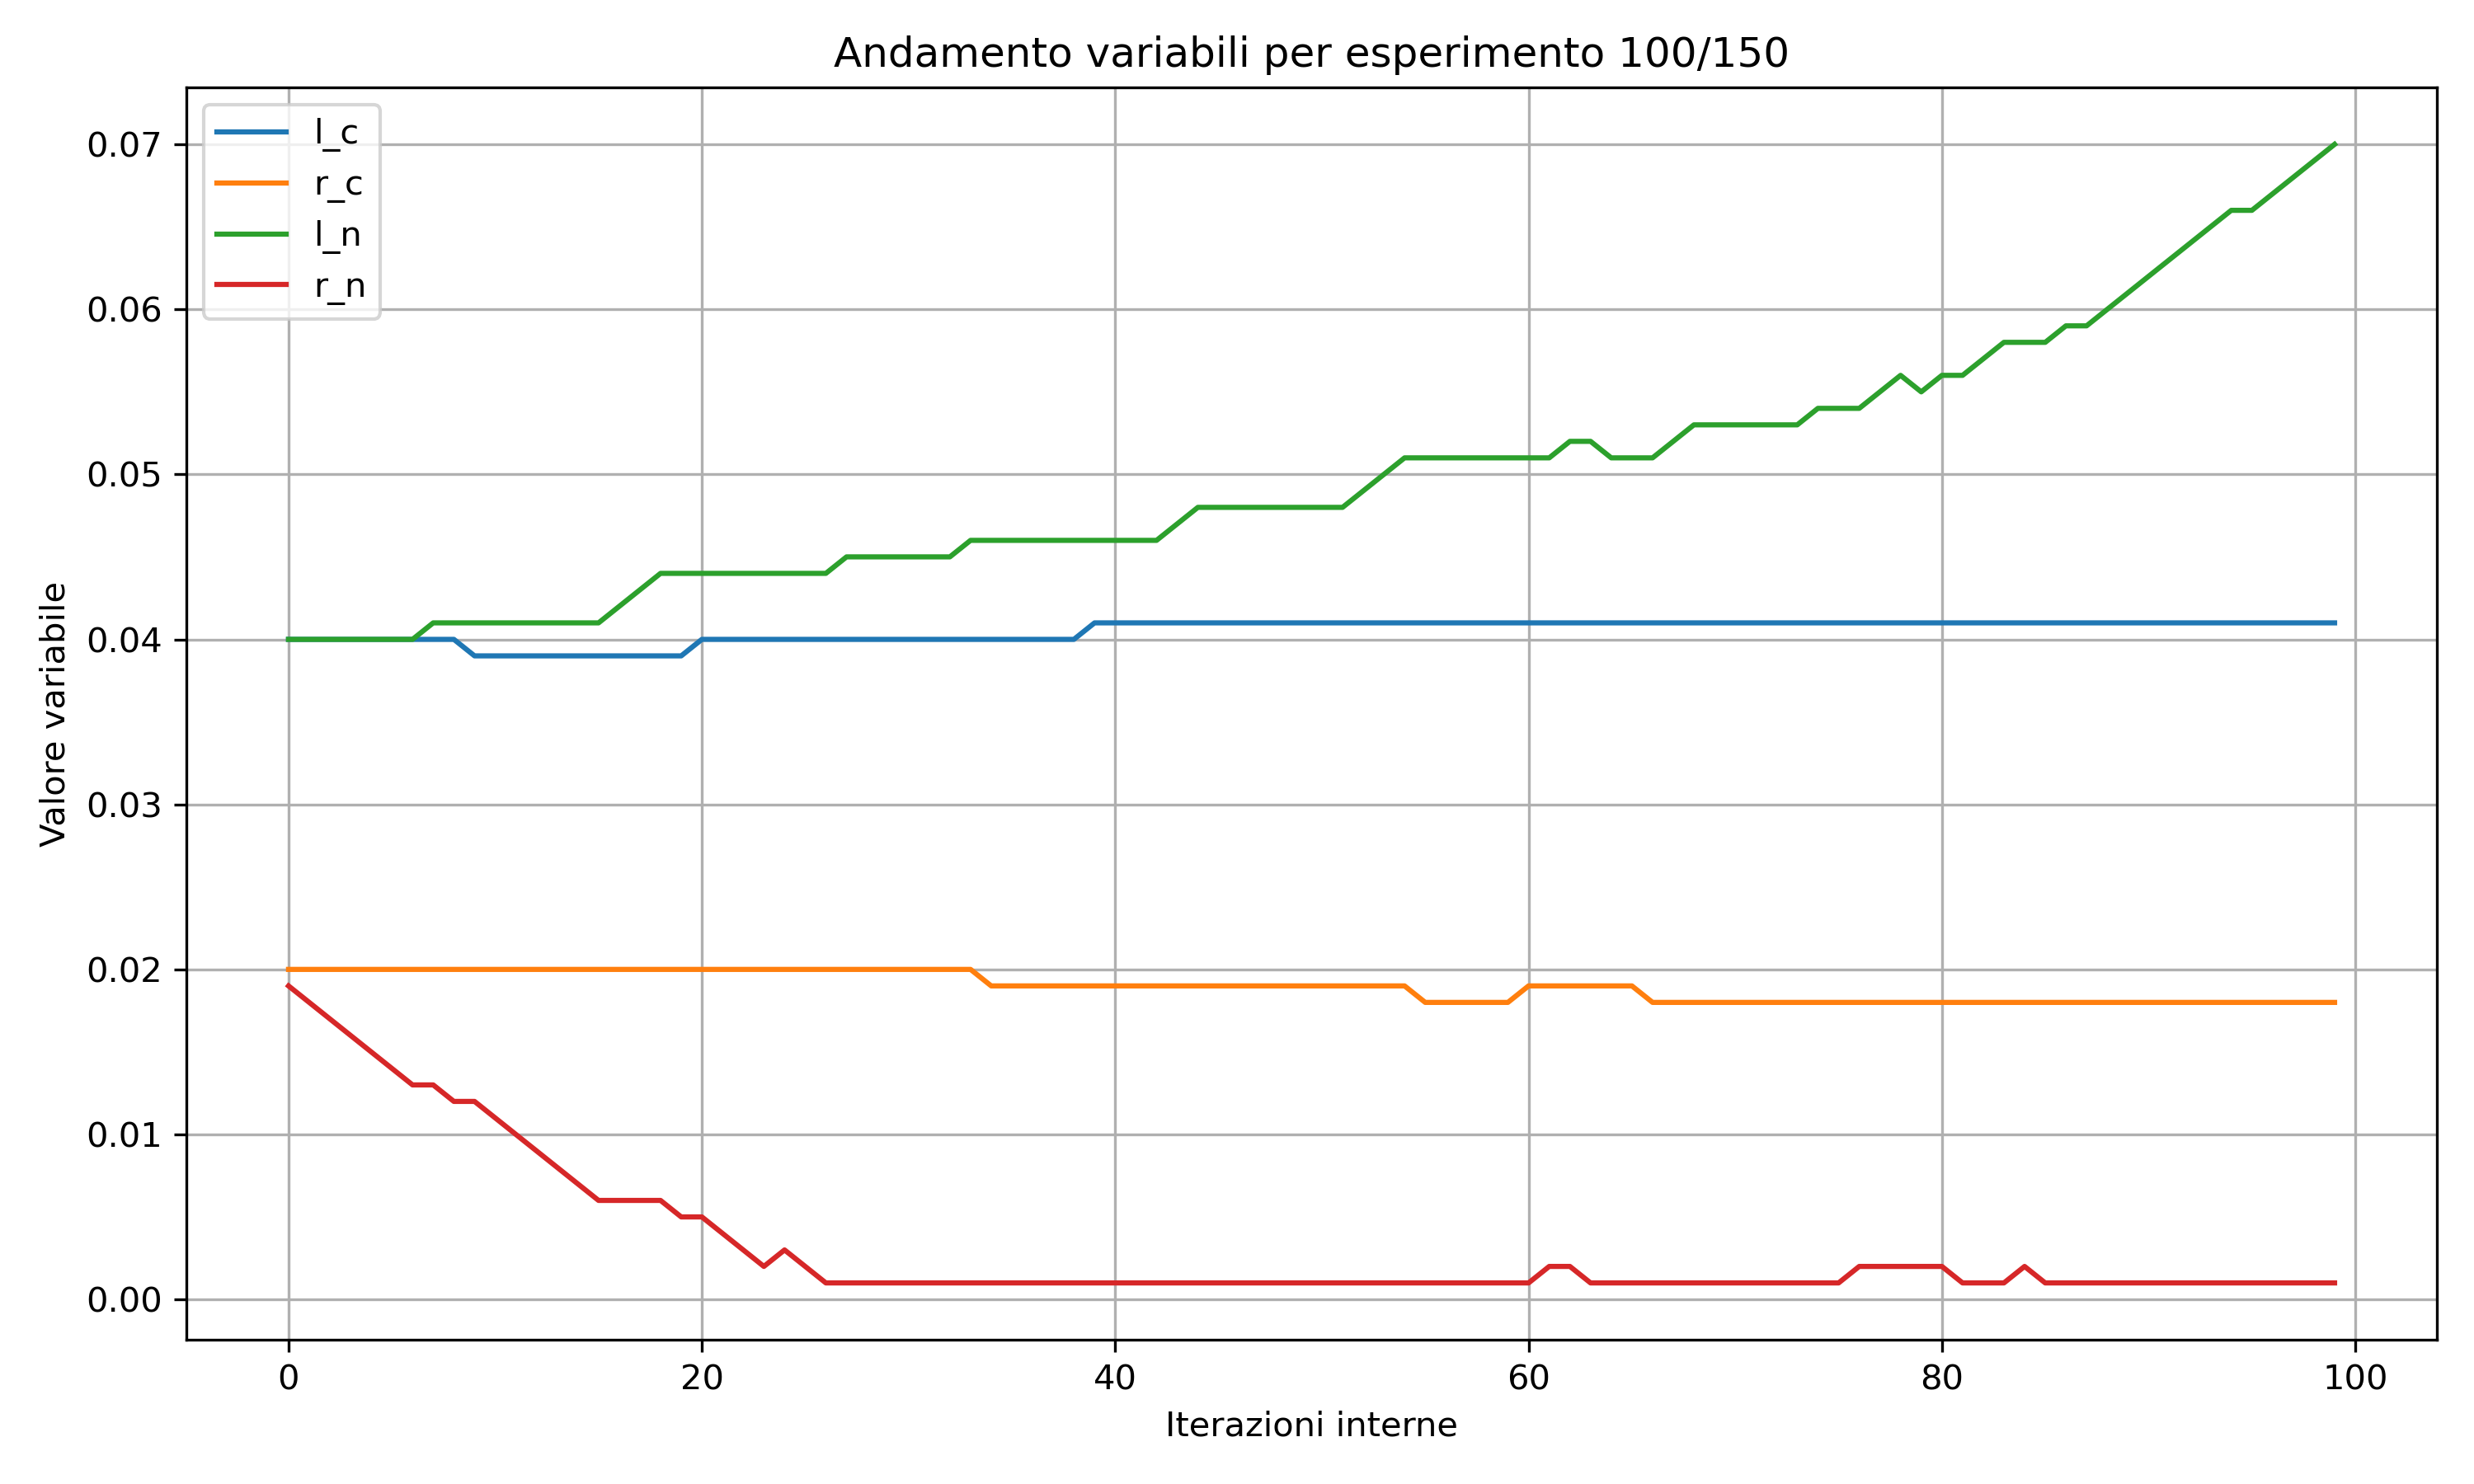 Andamento variabili per esperimento 100/150
l_c
r_c
l_n
r_n
0.07
0.06
0.05
0.04
0.03
0.02
0.01
0.00
Valore variabile
0 20 40 60 80 100
Iterazioni interne